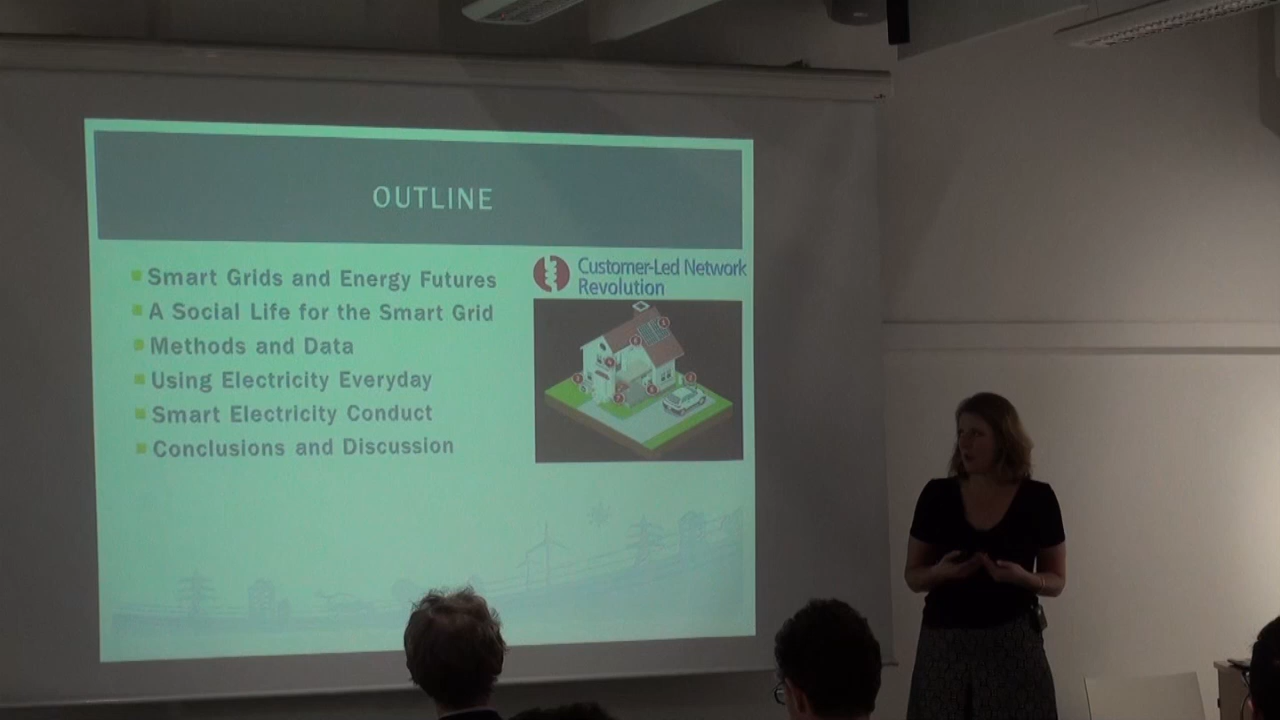 OUTLINE
Smart Grids and Energy Futures
A Social Life for the Smart Grid
Methods and Data
Using Electricity Everyday
Smart Electricity Conduct
Conclusions and Discussion
Customer-Led Network
Revolution